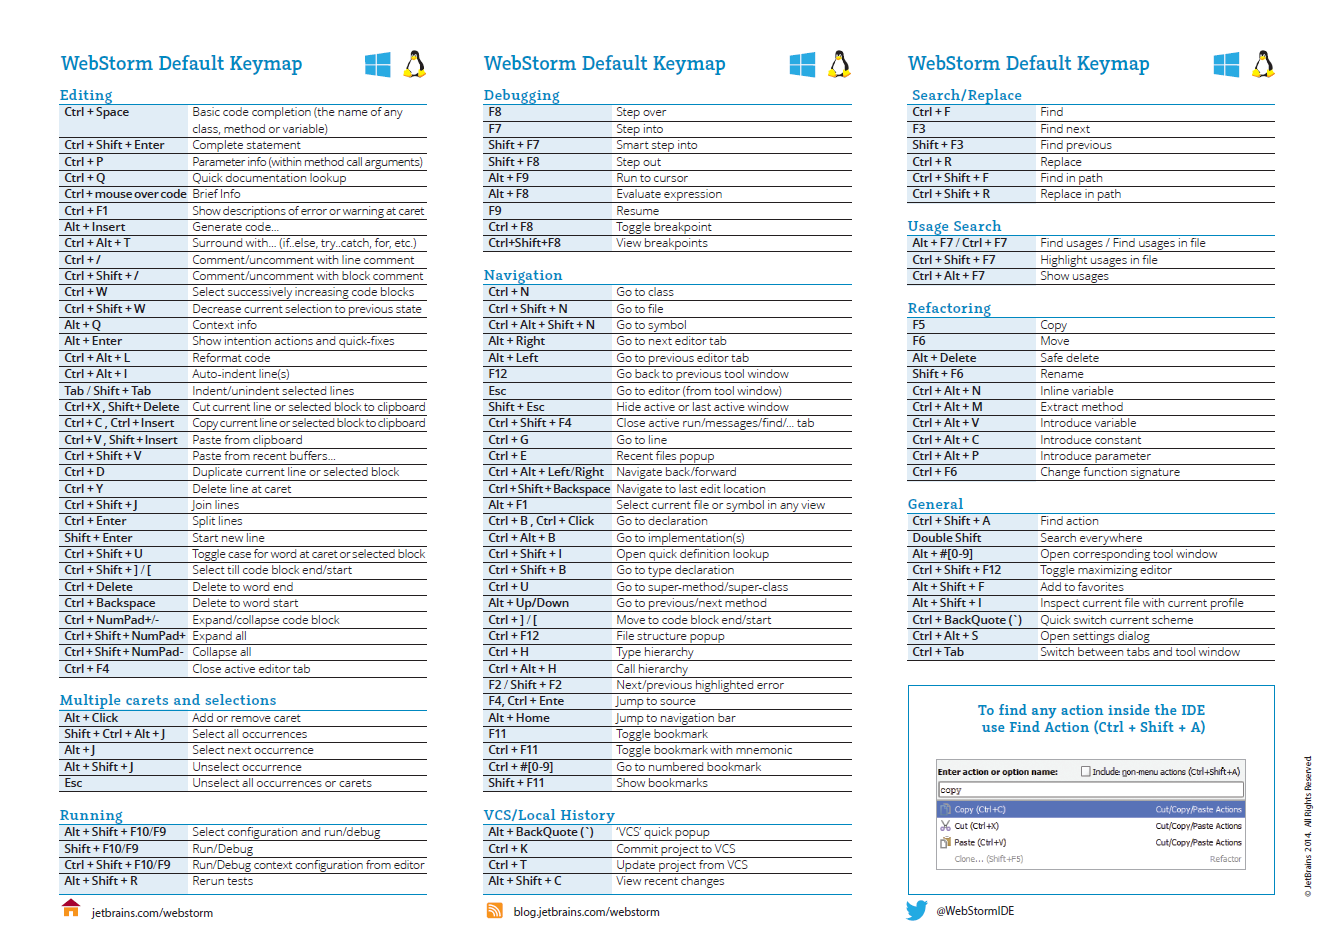 WebStorm Default Keymap
Editing
Ctrl + Space Basic code completion (the name of any
class, method or variable)
Ctrl + Shift + Enter Complete statement
Ctrl + P Parameter info (within method call arguments)
Ctrl + Q Quick documentation lookup
Ctrl + mouse over code Brief Info
Ctrl + F1 Show descriptions of error or warning at caret
Alt + Insert Generate code...
Ctrl + Alt + T Surround with... (if..else, try..catch, for, etc.)
Ctrl + / Comment/uncomment with line comment
Ctrl + Shift + / Comment/uncomment with block comment
Ctrl + W Select successively increasing code blocks
Ctrl + Shift + W Decrease current selection to previous state
Alt + Q Context info
Alt + Enter Show intention actions and quick-fixes
Ctrl + Alt + L Reformat code
Ctrl + Alt + I Auto-indent line(s)
Tab / Shift + Tab Indent/unindent selected lines
Ctrl+X , Shift+ Delete Cut current line or selected block to clipboard
Ctrl + C , Ctrl + Insert Copy current line or selected block to clipboard
Ctrl + V , Shift + Insert Paste from clipboard
Ctrl + Shift + V Paste from recent buffers...
Ctrl + D Duplicate current line or selected block
Ctrl + Y Delete line at caret
Ctrl + Shift + J Join lines
Ctrl + Enter Split lines
Shift + Enter Start new line
Ctrl + Shift + U Toggle case for word at caret or selected block
Ctrl + Shift + ] / [ Select till code block end/start
Ctrl + Delete Delete to word end
Ctrl + Backspace Delete to word start
Ctrl + NumPad+/- Expand/collapse code block
Ctrl + Shift + NumPad+ Expand all
Ctrl + Shift + NumPad- Collapse all
Ctrl + F4 Close active editor tab
Multiple carets and selections
Alt + Click Add or remove caret
Shift + Ctrl + Alt + J Select all occurrences
Alt + J Select next occurrence
Alt + Shift + J Unselect occurrence
Esc Unselect all occurrences or carets
Running
Alt + Shift + F10/F9 Select configuration and run/debug
Shift + F10/F9 Run/Debug
Ctrl + Shift + F10/F9 Run/Debug context configuration from editor
Alt + Shift + R Rerun tests
jetbrains.com/webstorm
WebStorm Default Keymap
Debugging
F8 Step over
F7 Step into
Shift + F7 Smart step into
Shift + F8 Step out
Alt + F9 Run to cursor
Alt + F8 Evaluate expression
F9 Resume
Ctrl + F8 Toggle breakpoint
Ctrl+Shift+F8 View breakpoints
Navigation
Ctrl + N Go to class
Ctrl + Shift + N Go to file
Ctrl + Alt + Shift + N Go to symbol
Alt + Right Go to next editor tab
Alt + Left Go to previous editor tab
F12 Go back to previous tool window
Esc Go to editor (from tool window)
Shift + Esc Hide active or last active window
Ctrl + Shift + F4 Close active run/messages/find/... tab
Ctrl + G Go to line
Ctrl + E Recent files popup
Ctrl + Alt + Left/Right Navigate back/forward
Ctrl + Shift + Backspace Navigate to last edit location
Alt + F1 Select current file or symbol in any view
Ctrl + B , Ctrl + Click Go to declaration
Ctrl + Alt + B Go to implementation(s)
Ctrl + Shift + I Open quick definition lookup
Ctrl + Shift + B Go to type declaration
Ctrl + U Go to super-method/super-class
Alt + Up/Down Go to previous/next method
Ctrl + ] / [ Move to code block end/start
Ctrl + F12 File structure popup
Ctrl + H Type hierarchy
Ctrl + Alt + H Call hierarchy
F2 / Shift + F2 Next/previous highlighted error
F4, Ctrl + Ente Jump to source
Alt + Home Jump to navigation bar
F11 Toggle bookmark
Ctrl + F11 Toggle bookmark with mnemonic
Ctrl + #[0-9] Go to numbered bookmark
Shift + F11 Show bookmarks
VCS/Local History
Alt + BackQuote (`) ‘VCS’ quick popup
Ctrl + K Commit project to VCS
Ctrl + T Update project from VCS
Alt + Shift + C View recent changes
blog.jetbrains.com/webstorm
WebStorm Default Keymap
Search/Replace
Ctrl + F Find
F3 Find next
Shift + F3 Find previous
Ctrl + R Replace
Ctrl + Shift + F Find in path
Ctrl + Shift + R Replace in path
Usage Search
Alt + F7 / Ctrl + F7 Find usages / Find usages in file
Ctrl + Shift + F7 Highlight usages in file
Ctrl + Alt + F7 Show usages
Refactoring
F5 Copy
F6 Move
Alt + Delete Safe delete
Shift + F6 Rename
Ctrl + Alt + N Inline variable
Ctrl + Alt + M Extract method
Ctrl + Alt + V Introduce variable
Ctrl + Alt + C Introduce constant
Ctrl + Alt + P Introduce parameter
Ctrl + F6 Change function signature
General
Ctrl + Shift + A Find action
Double Shift Search everywhere
Alt + #[0-9] Open corresponding tool window
Ctrl + Shift + F12 Toggle maximizing editor
Alt + Shift + F Add to favorites
Alt + Shift + I Inspect current file with current profile
Ctrl + BackQuote (`) Quick switch current scheme
Ctrl + Alt + S Open settings dialog
Ctrl + Tab Switch between tabs and tool window
To find any action inside the IDE
use Find Action (Ctrl + Shift + A)
Enter action or option name: Include non-menu actions (Ctrl+Shift+A)
copy
Copy (Ctrl+C) Cut/Copy/Paste Actions
Cut (Ctrl+X) Cut/Copy/Paste Actions
Paste (Ctrl+V) Cut/Copy/Paste Actions
Clone... (Shift+F5) Refactor
@WebStormIDE
© JetBrains 2014. All Rights Reserved.